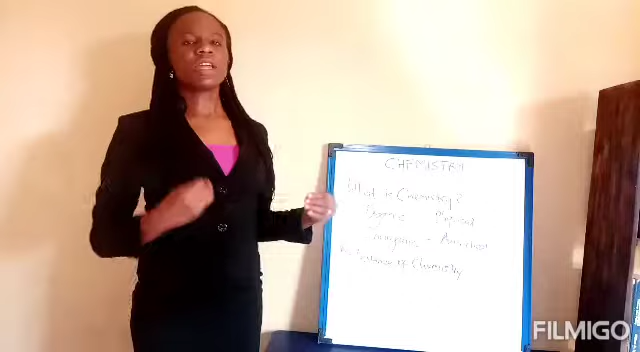 CHEMISTRY
What is Chemistry?
Organic Physical
Inorganic - Analytical
Importance of Chemistry
FILMIGO